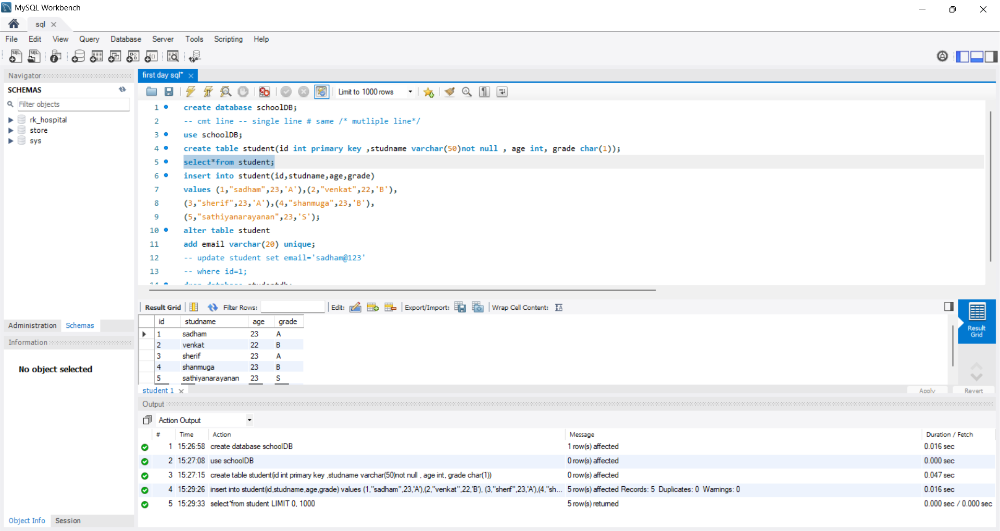 MySQL Workbench
sql
File Edit View Query Database Server Tools Scripting Help
Navigator
SCHEMAS
Filter objects
rk_hospital
store
sys
Administration Schemas
Information
No object selected
Object Info Session
first day sql*
Limit to 1000 rows
1 create database schoolDB;
2 -- cmt line -- single line # same /* mutliple line*/
3 use schoolDB;
4 create table student(id int primary key ,studname varchar(50)not null , age int, grade char(1));
5 select*from student;
6 insert into student(id,studname,age,grade)
7 values (1,"sadham",23,'A'),(2,"venkat",22,'B'),
8 (3,"sherif",23,'A'),(4,"shanmuga",23,'B'),
9 (5,"sathiyanarayanan",23,'S');
10 alter table student
11 add email varchar(20) unique;
12 -- update student set email='sadham@123'
13 -- where id=1;
14 drop database studentdb;
Result Grid Filter Rows: Edit: Export/Import: Wrap Cell Content:
id studname age grade
1 sadham 23 A
2 venkat 22 B
3 sherif 23 A
4 shanmuga 23 B
5 sathiyanarayanan 23 S
Result
Grid
student 1
Apply Revert
Output
Action Output
# Time Action Message Duration / Fetch
1 15:26:58 create database schoolDB 1 row(s) affected 0.016 sec
2 15:27:08 use schoolDB 0 row(s) affected 0.000 sec
3 15:27:15 create table student(id int primary key ,studname varchar(50)not null , age int, grade char(1)) 0 row(s) affected 0.047 sec
4 15:29:26 insert into student(id,studname,age,grade) values (1,"sadham",23,'A'),(2,"venkat",22,'B'), (3,"sherif",23,'A'),(4,"sh... 5 row(s) affected Records: 5 Duplicates: 0 Warnings: 0 0.016 sec
5 15:29:33 select*from student LIMIT 0, 1000 5 row(s) returned 0.000 sec / 0.000 sec